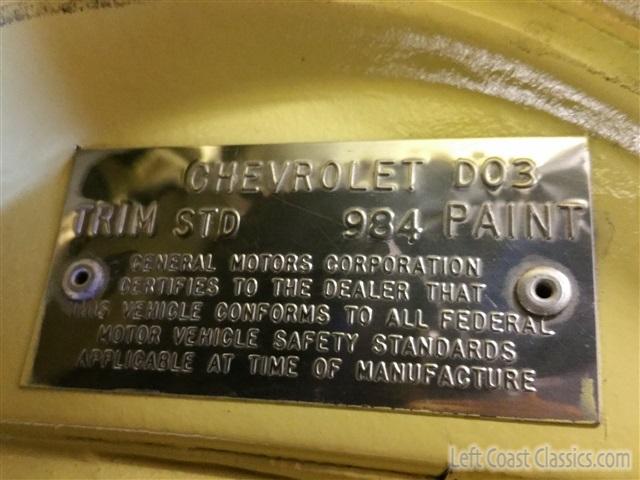 CHEVROLET D03
TRIM STD 984 PAINT
GENERAL MOTORS CORPORATION
CERTIFIES TO THE DEALER THAT
THIS VEHICLE CONFORMS TO ALL FEDERAL
MOTOR VEHICLE SAFETY STANDARDS
APPLICABLE AT TIME OF MANUFACTURE
Left Coast Classics.com